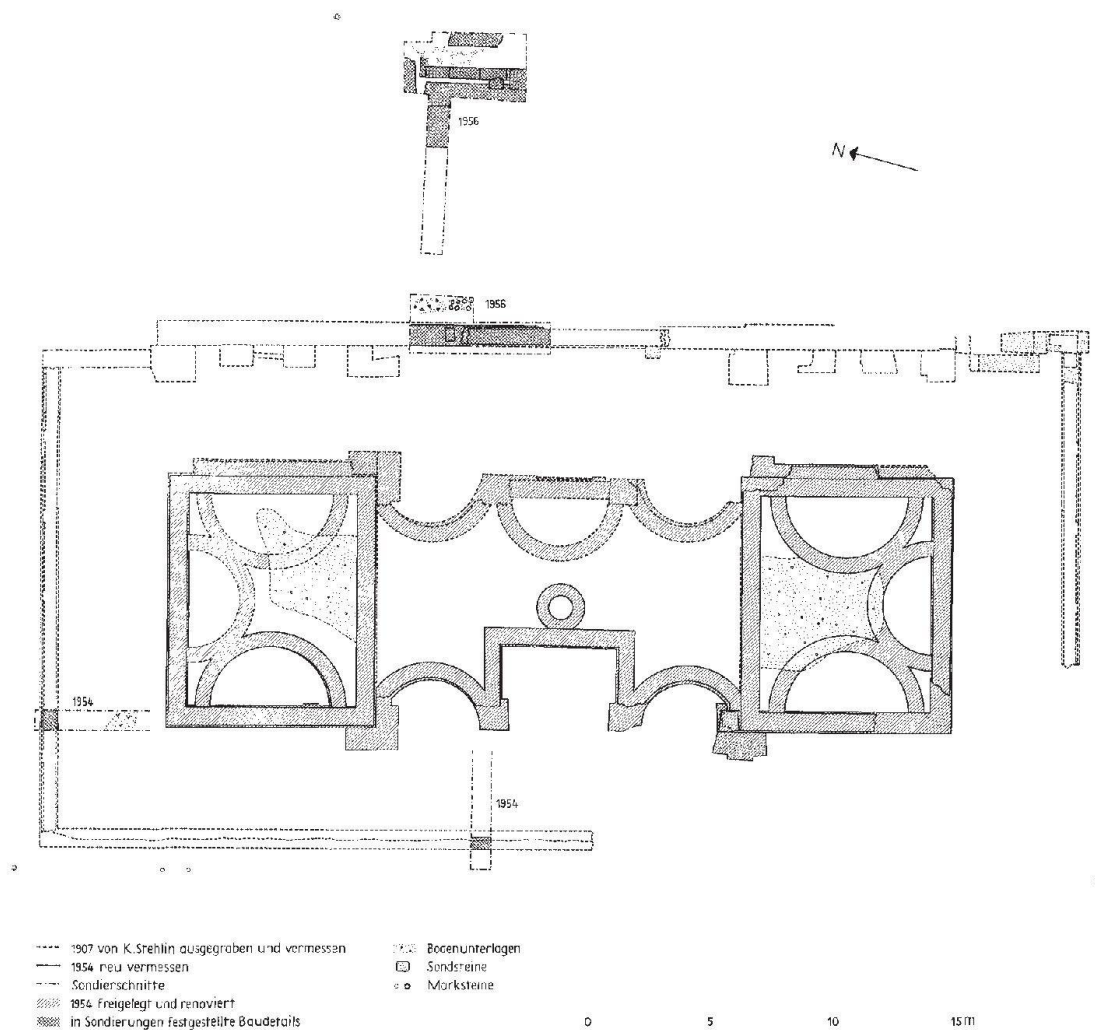 1956
N
1956
1954
1954
1907 von K. Stehlin ausgegraben und vermessen
1954 neu vermessen
Sondierschnitte
1954 freigelegt und renoviert
in Sondierungen festgestellte Baudetails
Bodenunterlagen
Sandsteine
Marksteine
0 5 10 15m